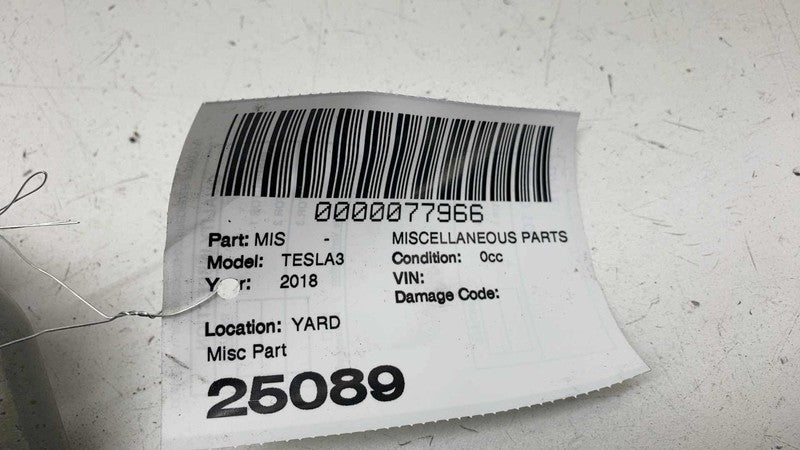 0000077966
Part: MIS - MISCELLANEOUS PARTS
Model: TESLA3 Condition: 0cc
Year: 2018 VIN:
Damage Code:
Location: YARD
Misc Part
25089